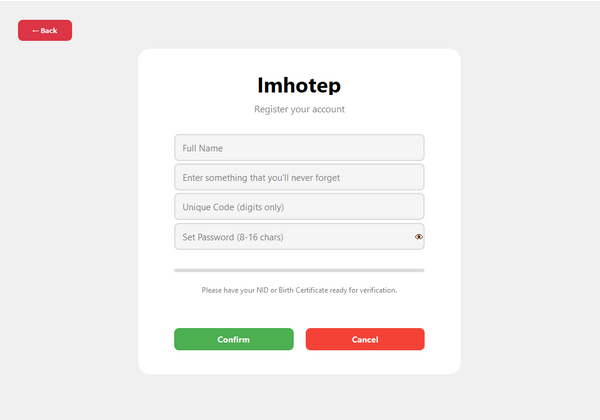 ← Back
Imhotep
Register your account
Full Name
Enter something that you'll never forget
Unique Code (digits only)
Set Password (8-16 chars)
Please have your NID or Birth Certificate ready for verification.
Confirm
Cancel